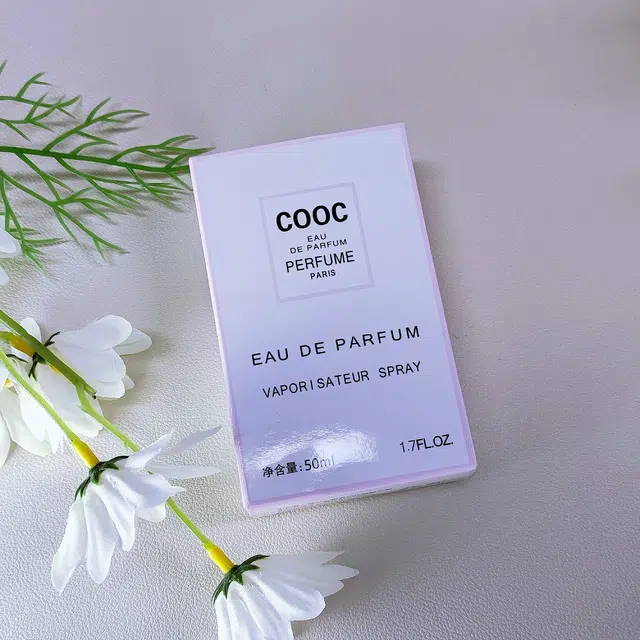 COOC
EAU
DE PARFUM
PERFUME
PARIS
EAU DE PARFUM
VAPORISATEUR SPRAY
净含量:50ml
1.7FL.OZ.